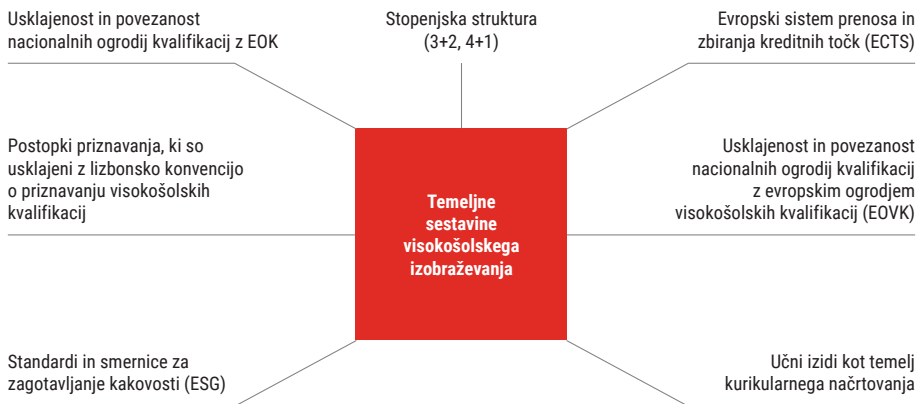 Usklajenost in povezanost
nacionalnih ogrodij kvalifikacij z EOK
Stopenjska struktura
(3+2, 4+1)
Evropski sistem prenosa in
zbiranja kreditnih točk (ECTS)
Postopki priznavanja, ki so
usklajeni z lizbonsko konvencijo
o priznavanju visokošolskih
kvalifikacij
Temeljne
sestavine
visokošolskega
izobraževanja
Usklajenost in povezanost
nacionalnih ogrodij kvalifikacij
z evropskim ogrodjem
visokošolskih kvalifikacij (EOVK)
Standardi in smernice za
zagotavljanje kakovosti (ESG)
Učni izidi kot temelj
kurikularnega načrtovanja